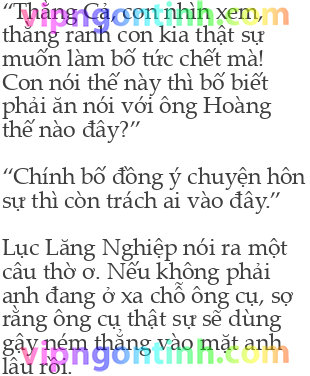 “Thằng Cả, con nhìn xem,
thằng ranh con kia thật sự
muốn làm bố tức chết mà!
Con nói thế này thì bố biết
phải ăn nói với ông Hoàng
thế nào đây?”
“Chính bố đồng ý chuyện hôn
sự thì còn trách ai vào đây.”
Lục Lăng Nghiệp nói ra một
câu thờ ơ. Nếu không phải
anh đang ở xa chỗ ông cụ, sợ
rằng ông cụ thật sự sẽ dùng
gậy ném thẳng vào mặt anh
lâu rồi.
vipngontinh.com
vipngontinh.com